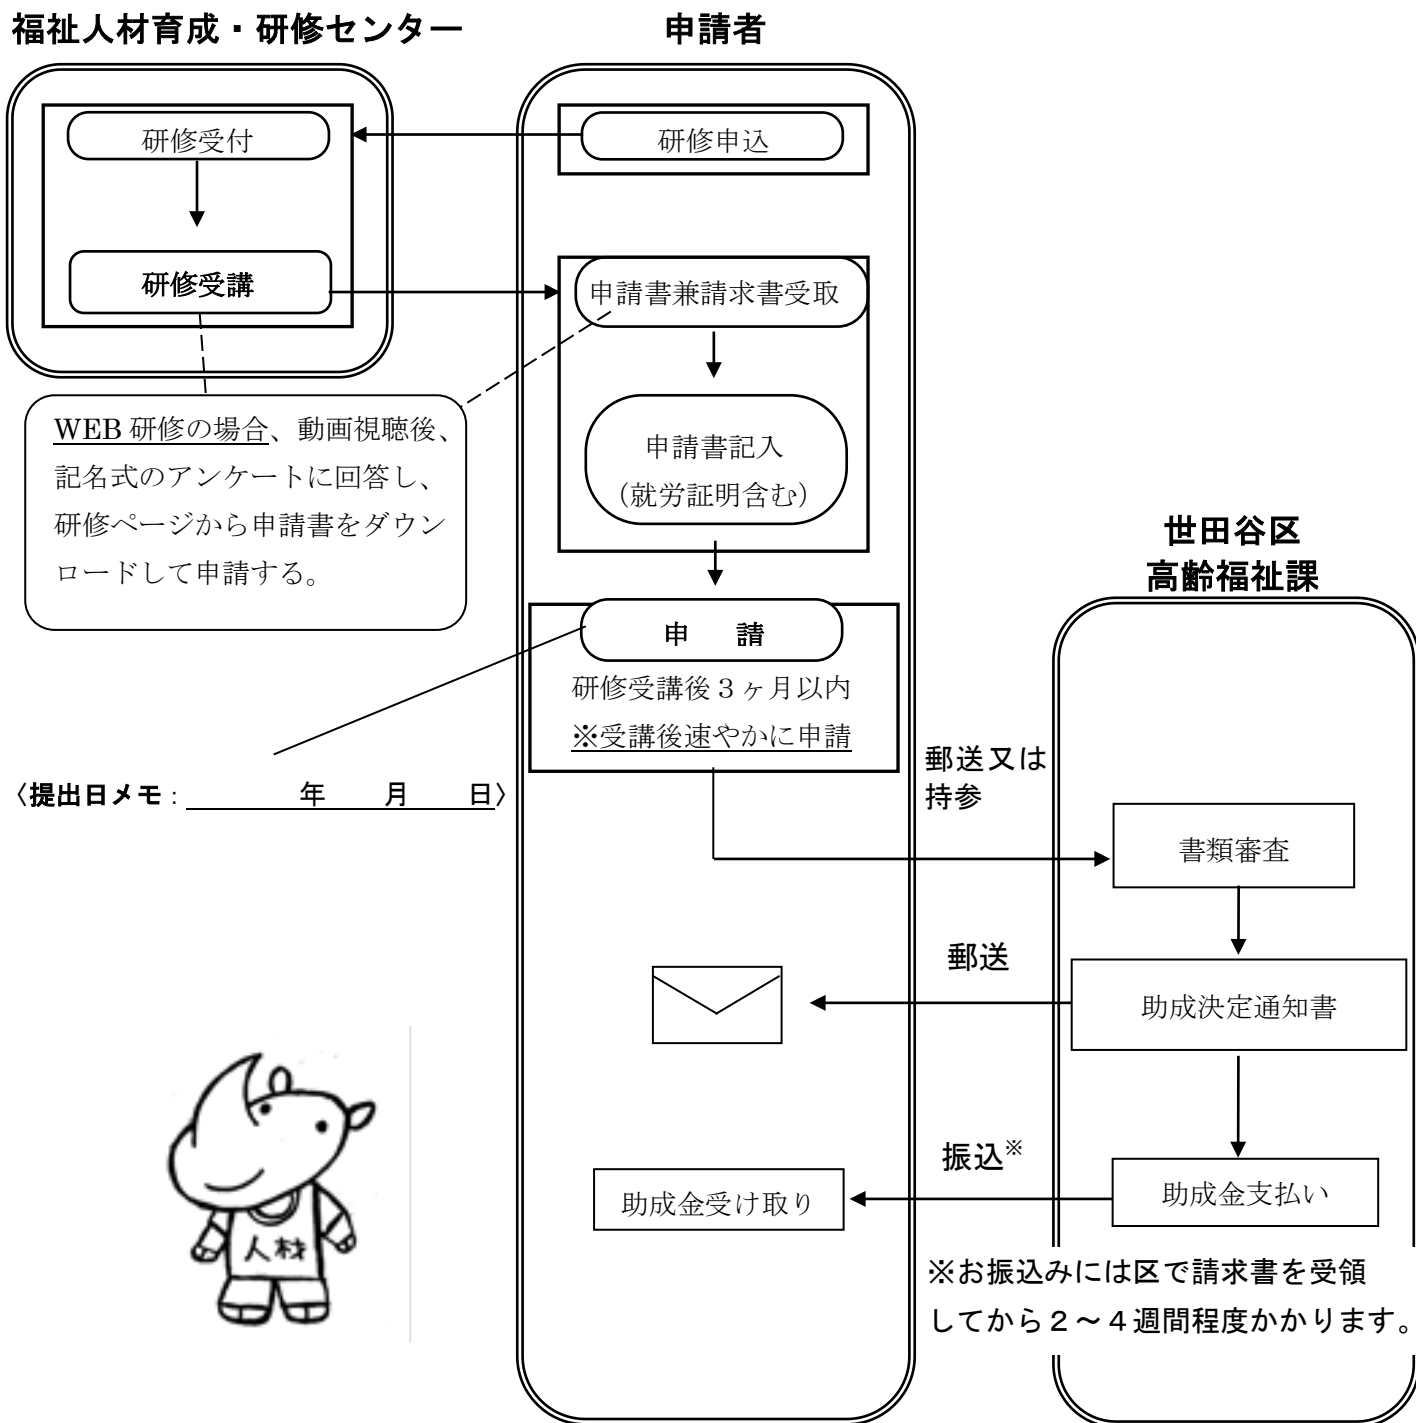 福祉人材育成・研修センター
申請者
研修受付
研修申込
研修受講
申請書兼請求書受取
WEB 研修の場合、動画視聴後、
記名式のアンケートに回答し、
研修ページから申請書をダウン
ロードして申請する。
申請書記入
(就労証明含む)
申　請
研修受講後３ヶ月以内
※受講後速やかに申請
〈提出日メモ：　　　年　　月　　日〉
世田谷区
高齢福祉課
郵送又は
持参
書類審査
郵送
助成決定通知書
振込※
助成金受け取り
助成金支払い
※お振込みには区で請求書を受領
してから２～４週間程度かかります。
人材